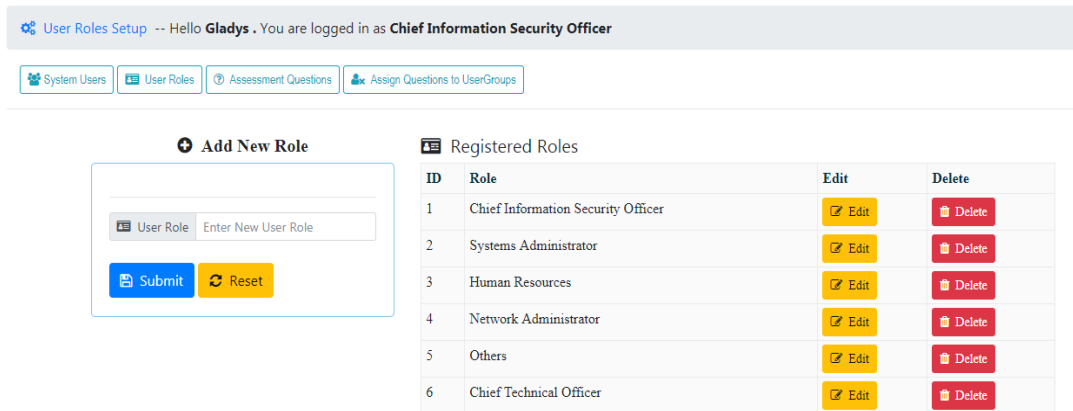 User Roles Setup -- Hello Gladys . You are logged in as Chief Information Security Officer
System Users User Roles Assessment Questions Assign Questions to UserGroups
Add New Role
User Role Enter New User Role
Submit Reset
Registered Roles
ID Role Edit Delete
1 Chief Information Security Officer Edit Delete
2 Systems Administrator Edit Delete
3 Human Resources Edit Delete
4 Network Administrator Edit Delete
5 Others Edit Delete
6 Chief Technical Officer Edit Delete